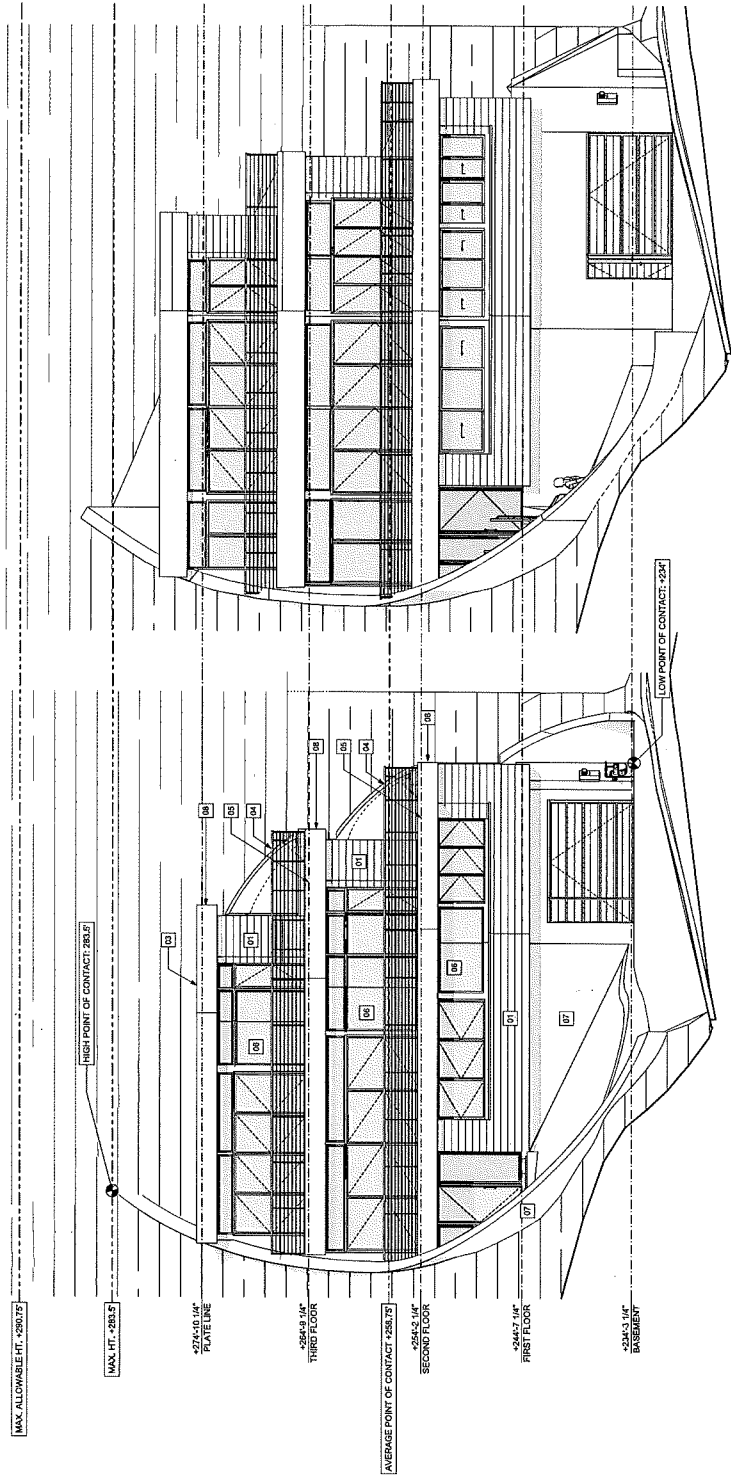 MAX. ALLOWABLE HT. +290.75'
MAX. HT. +283.5'
HIGH POINT OF CONTACT: 283.5'
+274'-10 1/4"
PLATE LINE
+264'-9 1/4"
THIRD FLOOR
AVERAGE POINT OF CONTACT +258.75'
+254'-2 1/4"
SECOND FLOOR
+244'-7 1/4"
FIRST FLOOR
+234'-3 1/4"
BASEMENT
LOW POINT OF CONTACT: +234'
03
08
05
04
01
06
08
05
04
01
06
08
06
01
07
07